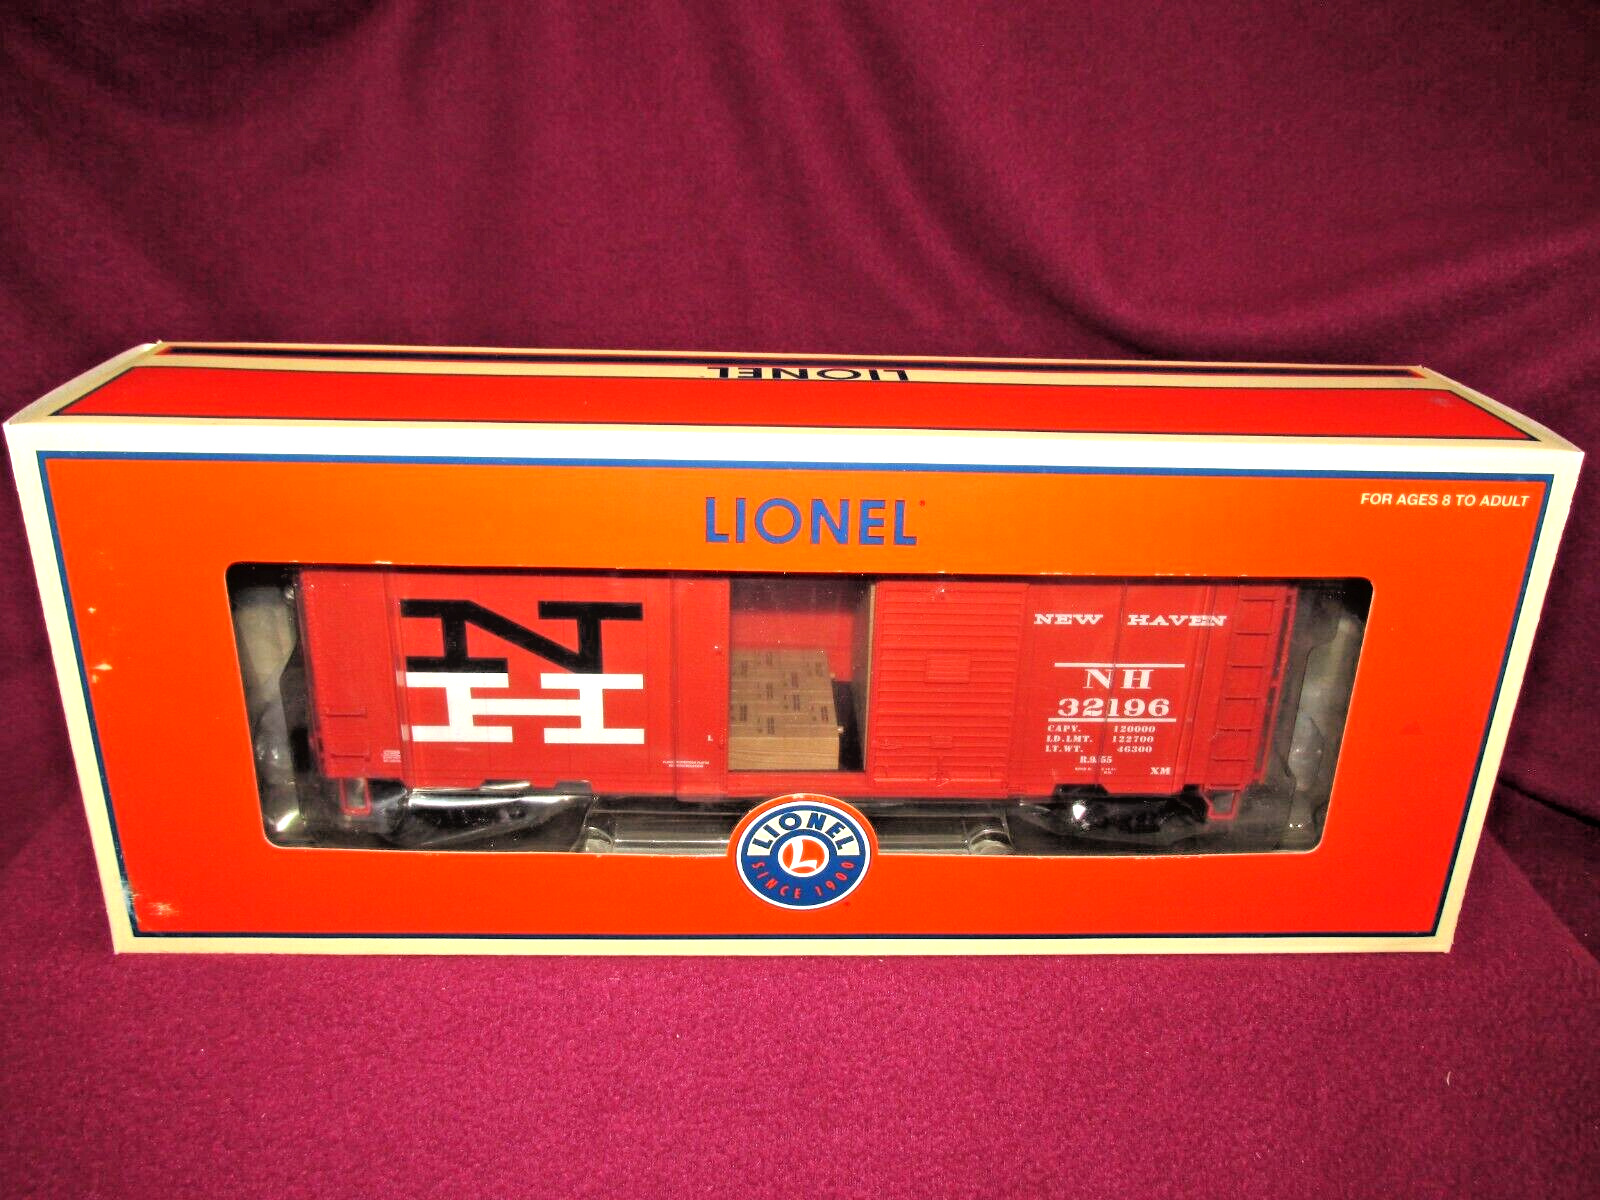 LIONEL
LIONEL
FOR AGES 8 TO ADULT
N
H
NEW HAVEN
NH
32196
CAPY. 120000
LD.LMT. 122700
LT.WT. 46300
XM
L
LIONEL
L
SINCE 1900